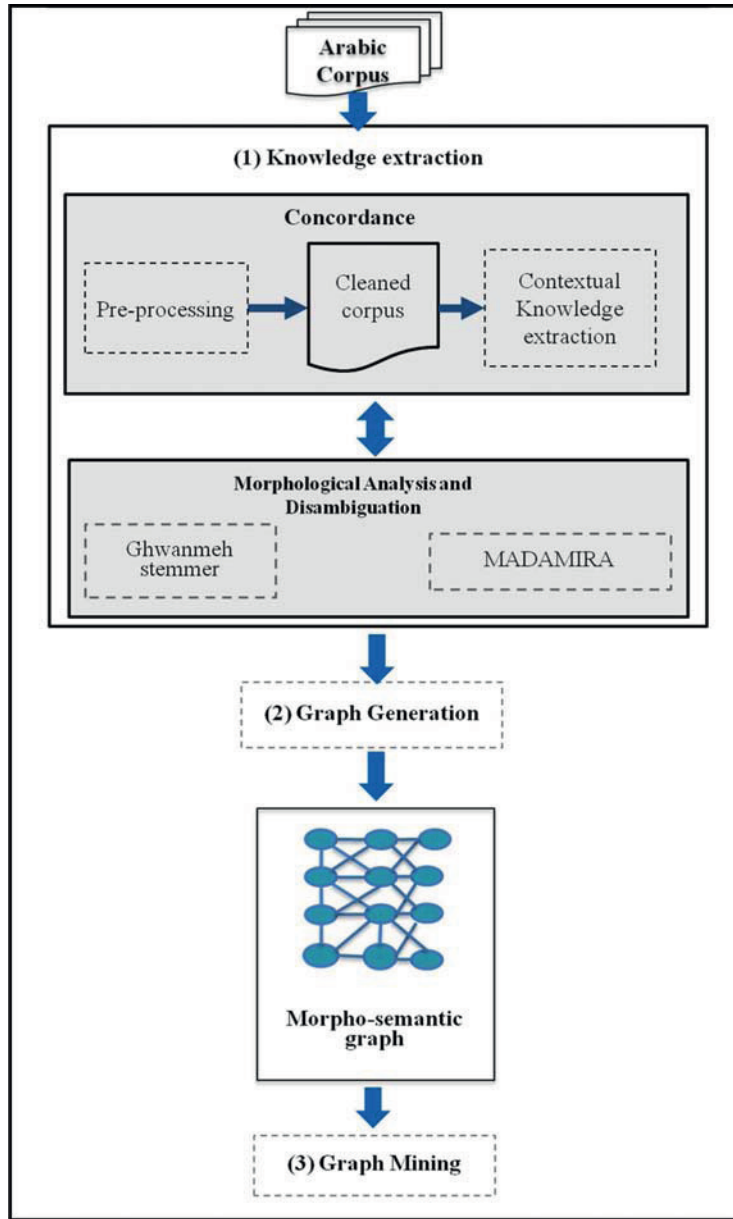 Arabic
Corpus
(1) Knowledge extraction
Concordance
Pre-processing
Cleaned
corpus
Contextual
Knowledge
extraction
Morphological Analysis and
Disambiguation
Ghwanmeh
stemmer
MADAMIRA
(2) Graph Generation
Morpho-semantic
graph
(3) Graph Mining